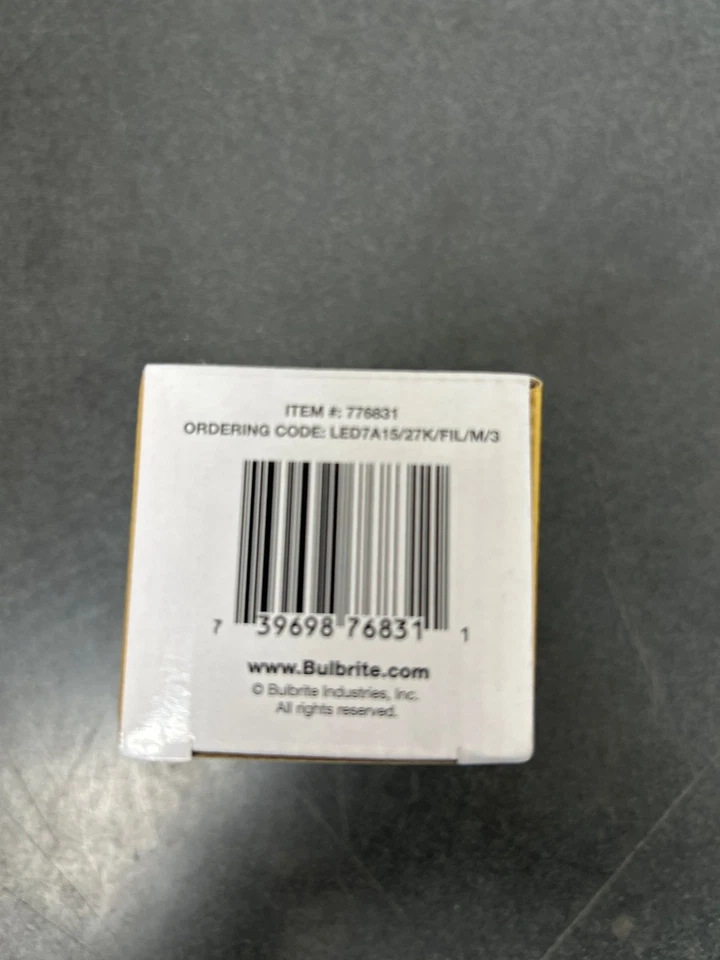 ITEM #: 776831
ORDERING CODE: LED7A15/27K/FIL/M/3
7 39698 76831 1
www.Bulbrite.com
© Bulbrite Industries, Inc.
All rights reserved.